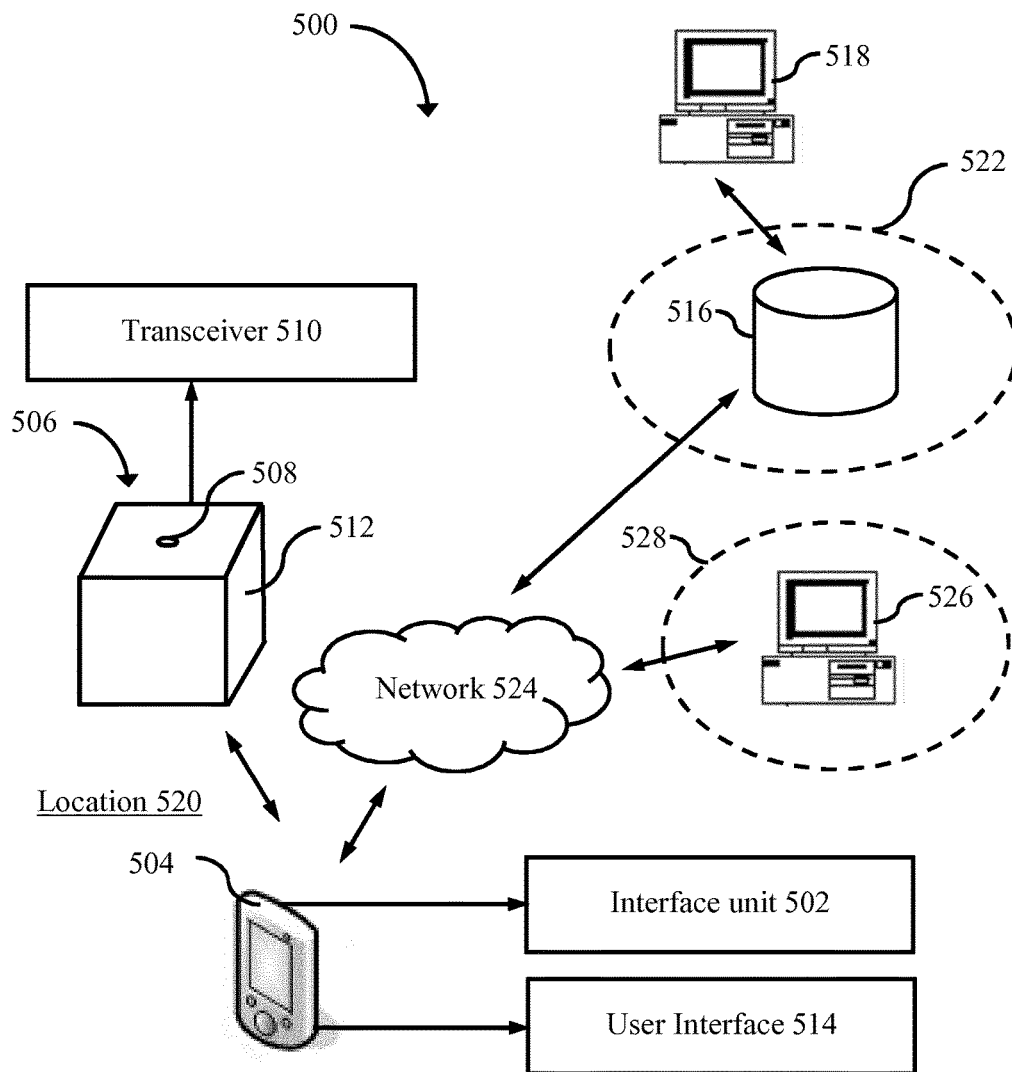 500
518
522
516
Transceiver 510
506
508
512
528
526
Network 524
Location 520
504
Interface unit 502
User Interface 514